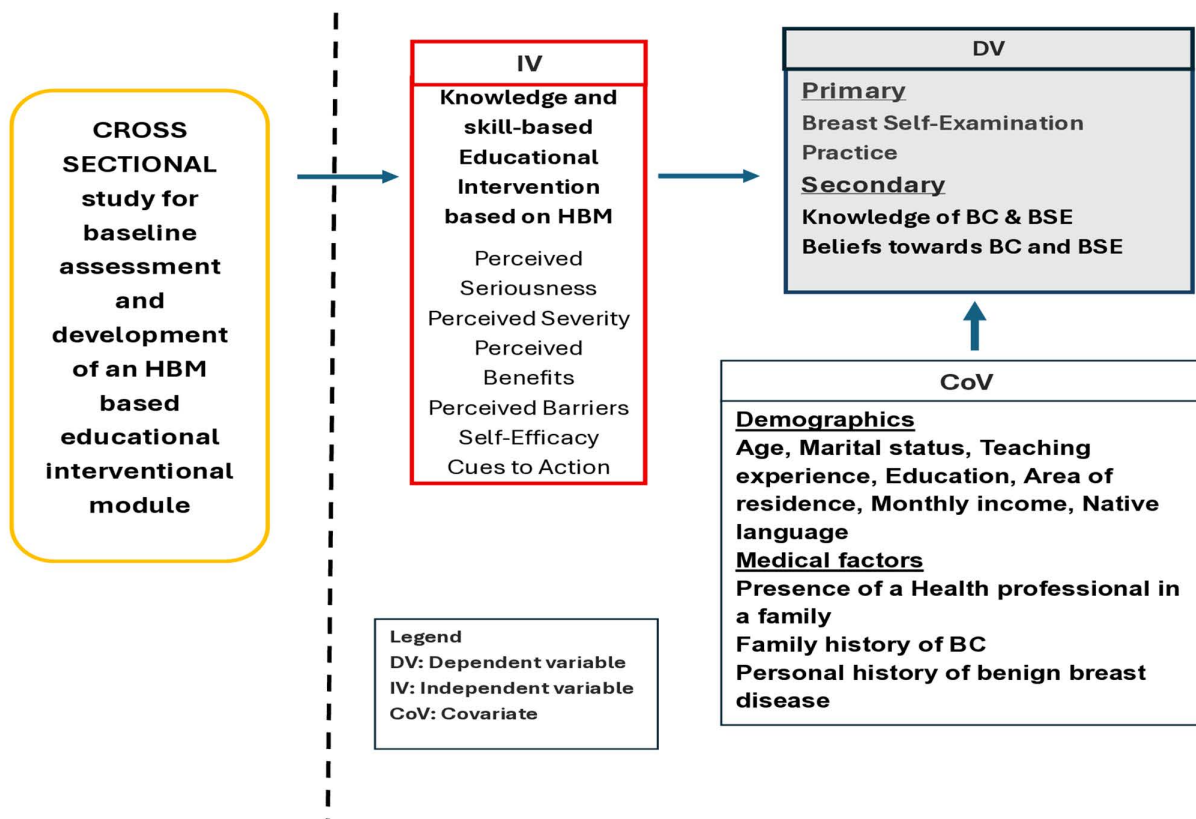 CROSS
SECTIONAL
study for
baseline
assessment
and
development
of an HBM
based
educational
interventional
module
IV
Knowledge and
skill-based
Educational
Intervention
based on HBM
Perceived
Seriousness
Perceived Severity
Perceived
Benefits
Perceived Barriers
Self-Efficacy
Cues to Action
DV
Primary
Breast Self-Examination
Practice
Secondary
Knowledge of BC & BSE
Beliefs towards BC and BSE
CoV
Demographics
Age, Marital status, Teaching
experience, Education, Area of
residence, Monthly income, Native
language
Medical factors
Presence of a Health professional in
a family
Family history of BC
Personal history of benign breast
disease
Legend
DV: Dependent variable
IV: Independent variable
CoV: Covariate